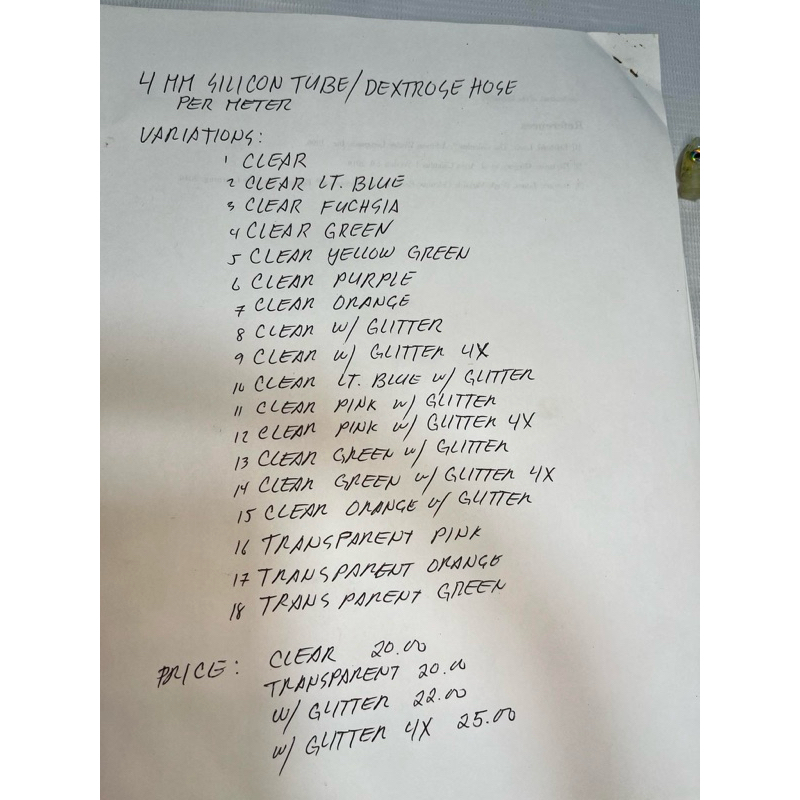 4 MM SILICON TUBE/DEXTROSE HOSE
PER METER
VARIATIONS:
1 CLEAR
2 CLEAR LT. BLUE
3 CLEAR FUCHSIA
4 CLEAR GREEN
5 CLEAR YELLOW GREEN
6 CLEAR PURPLE
7 CLEAR ORANGE
8 CLEAR W/ GLITTER
9 CLEAR W/ GLITTER 4X
10 CLEAR LT. BLUE W/ GLITTER
11 CLEAR PINK W/ GLITTER
12 CLEAR PINK W/ GLITTER 4X
13 CLEAR GREEN W/ GLITTER
14 CLEAR GREEN W/ GLITTER 4X
15 CLEAR ORANGE W/ GLITTER
16 TRANSPARENT PINK
17 TRANSPARENT ORANGE
18 TRANSPARENT GREEN
PRICE: CLEAR 20.00
TRANSPARENT 20.00
W/ GLITTER 22.00
W/ GLITTER 4X 25.00